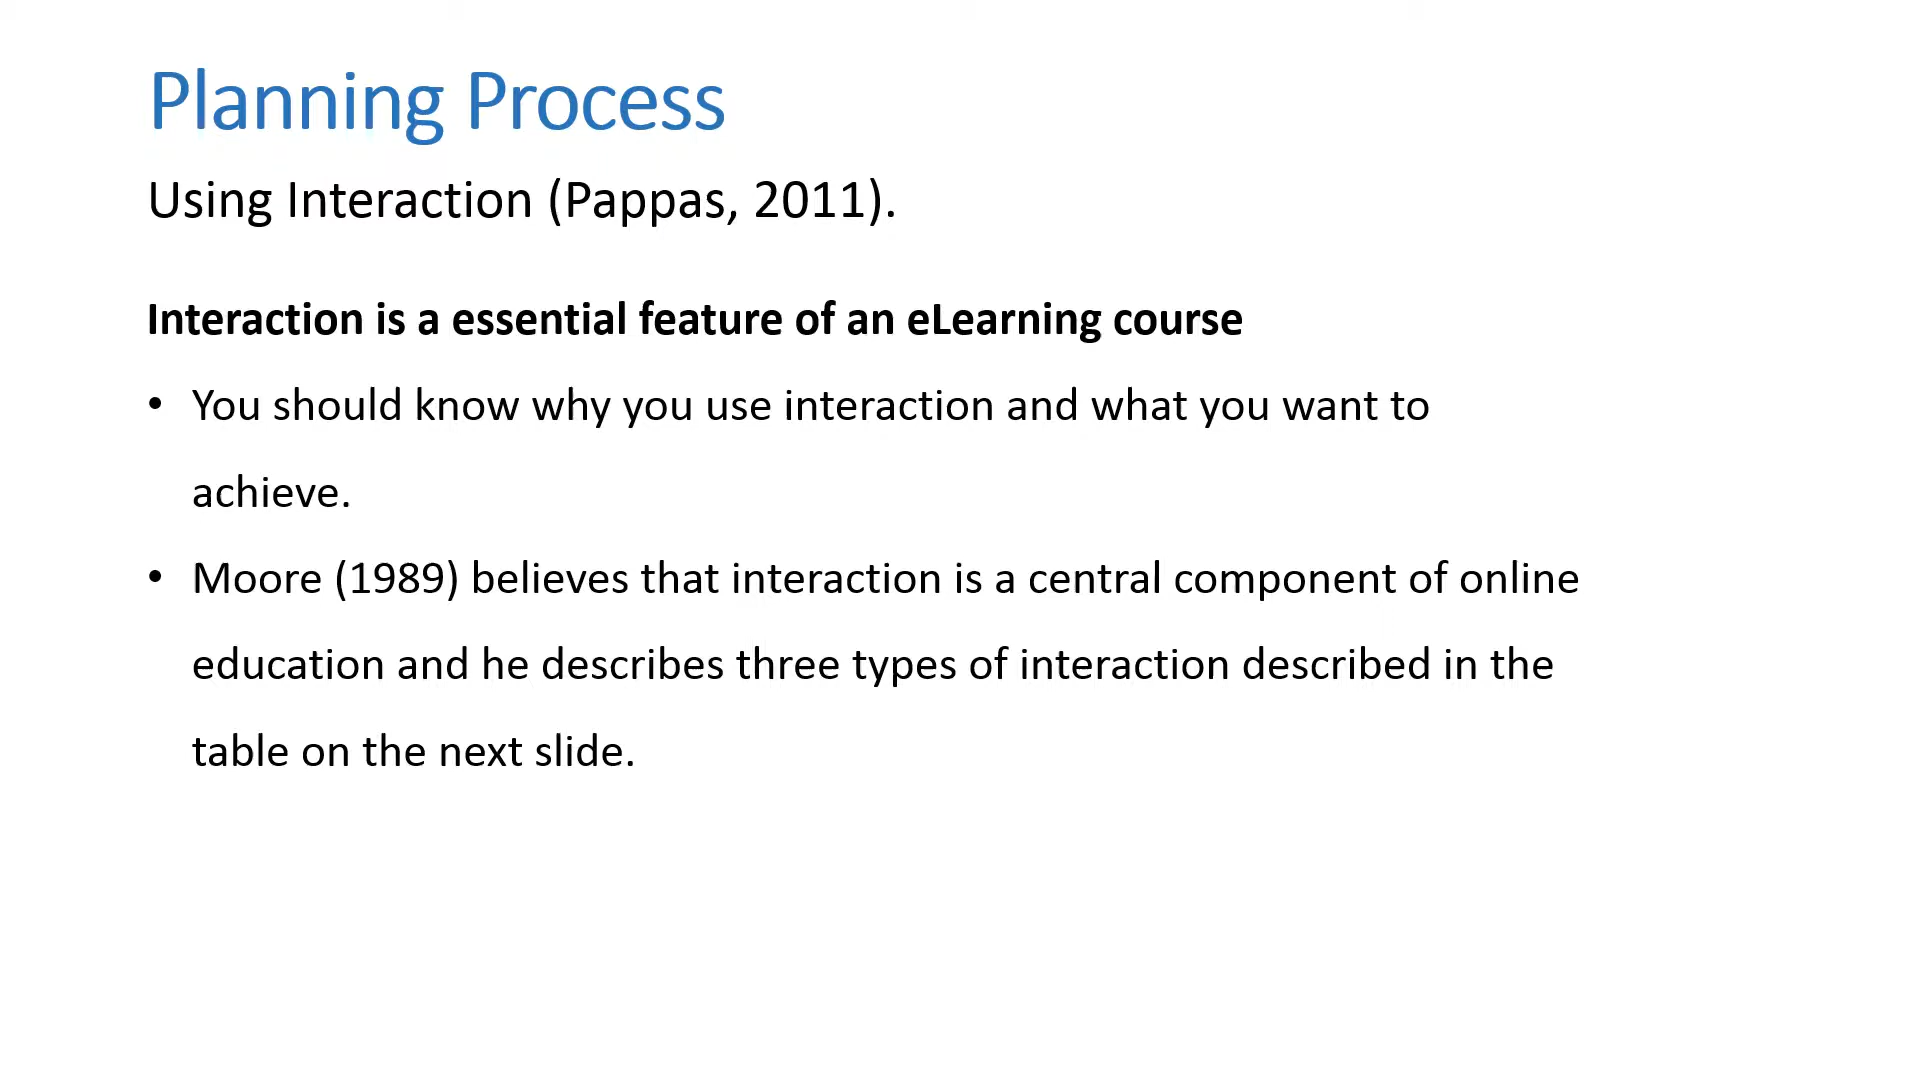 Planning Process
Using Interaction (Pappas, 2011).
Interaction is a essential feature of an eLearning course
• You should know why you use interaction and what you want to
achieve.
• Moore (1989) believes that interaction is a central component of online
education and he describes three types of interaction described in the
table on the next slide.